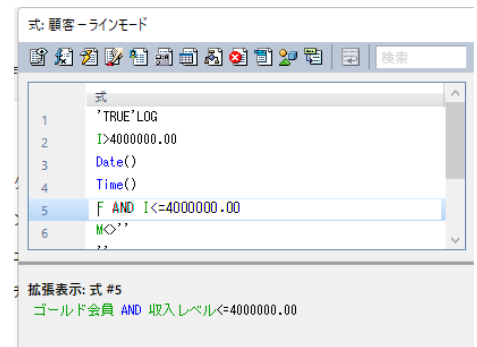 式: 顧客 – ラインモード
検索
式
1 'TRUE'LOG
2 I>4000000.00
3 Date()
4 Time()
5 F AND I<=4000000.00
6 M<>''
''
拡張表示: 式 #5
ゴールド会員 AND 収入レベル<=4000000.00